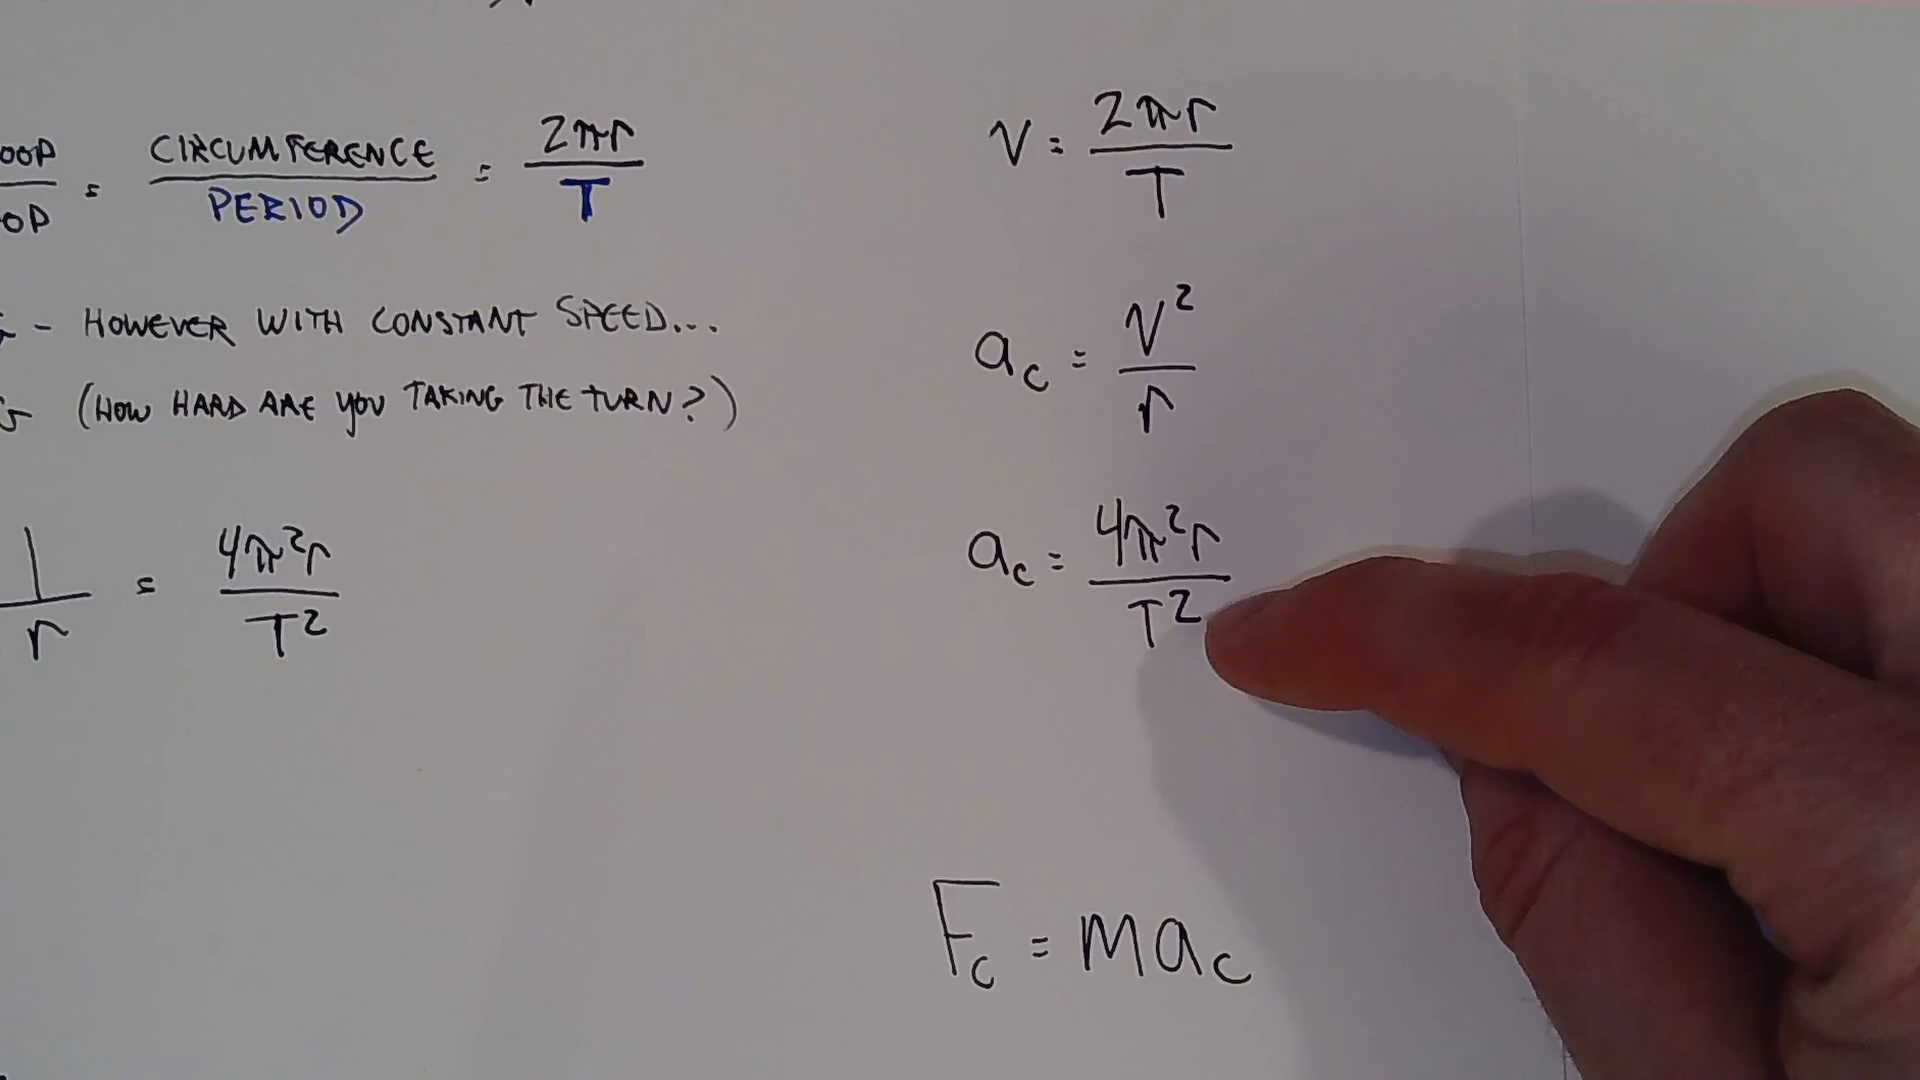 OOP = CIRCUMFERENCE = 2πr
OP PERIOD T
- HOWEVER WITH CONSTANT SPEED...
(HOW HARD ARE YOU TAKING THE TURN?)
1/r = 4π²r/T²
V = 2πr/T
a_c = V²/r
a_c = 4π²r/T²
F_c = ma_c